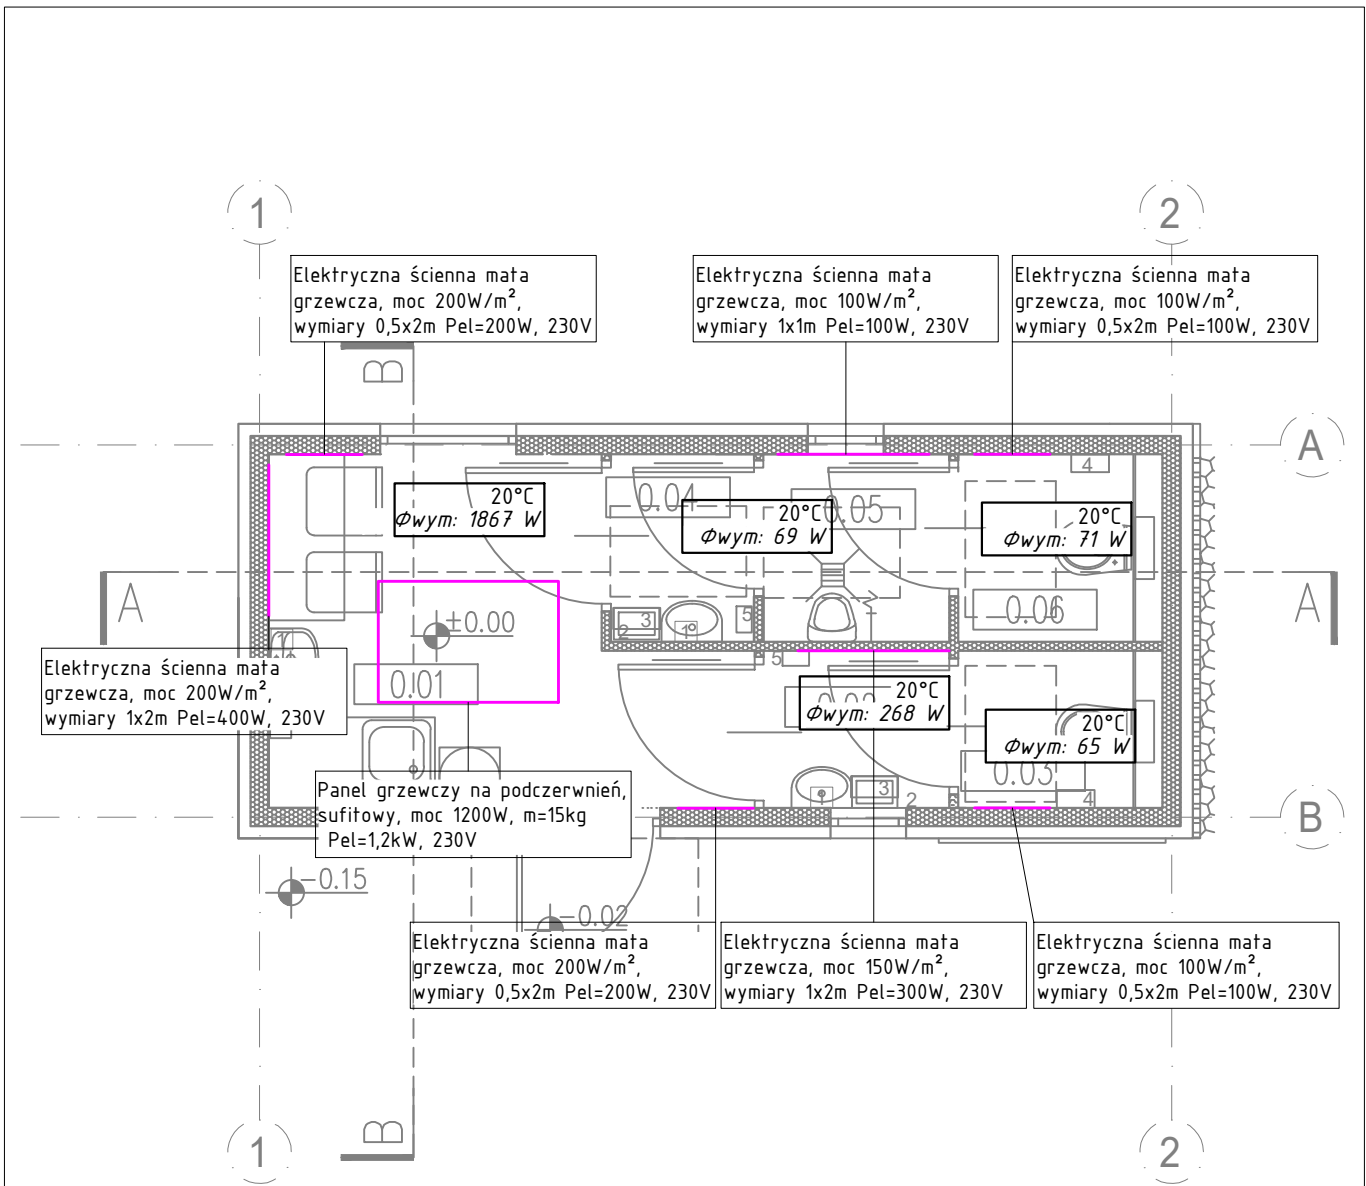 1
2
Elektryczna ścienna mata
grzewcza, moc 200W/m²,
wymiary 0,5x2m Pel=200W, 230V
Elektryczna ścienna mata
grzewcza, moc 100W/m²,
wymiary 1x1m Pel=100W, 230V
Elektryczna ścienna mata
grzewcza, moc 100W/m²,
wymiary 0,5x2m Pel=100W, 230V
B
A
4
20°C
Φwym: 1867 W
0.04
20°C
Φwym: 69 W
0.05
20°C
Φwym: 71 W
A
A
0.06
±0.00
2
3
1
5
Elektryczna ścienna mata
grzewcza, moc 200W/m²,
wymiary 1x2m Pel=400W, 230V
0.01
5
20°C
Φwym: 268 W
20°C
Φwym: 65 W
0.03
Panel grzewczy na podczerwnień,
sufitowy, moc 1200W, m=15kg
Pel=1,2kW, 230V
1
3
2
4
B
-0.15
-0.02
Elektryczna ścienna mata
grzewcza, moc 200W/m²,
wymiary 0,5x2m Pel=200W, 230V
Elektryczna ścienna mata
grzewcza, moc 150W/m²,
wymiary 1x2m Pel=300W, 230V
Elektryczna ścienna mata
grzewcza, moc 100W/m²,
wymiary 0,5x2m Pel=100W, 230V
B
1
2